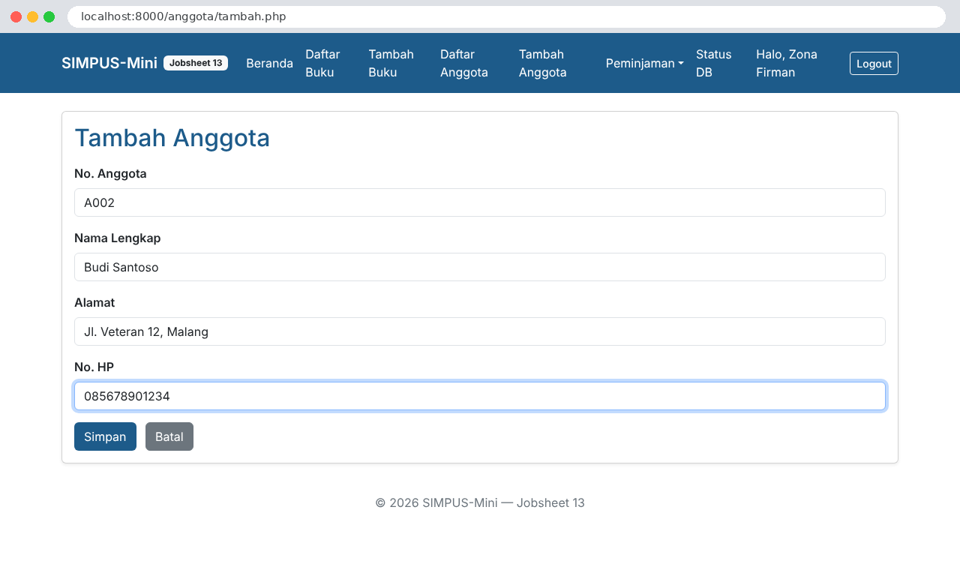 localhost:8000/anggota/tambah.php
SIMPUS-Mini Jobsheet 13 Beranda Daftar Buku Tambah Buku Daftar Anggota Tambah Anggota Peminjaman Status DB Halo, Zona Firman Logout
Tambah Anggota
No. Anggota
A002
Nama Lengkap
Budi Santoso
Alamat
Jl. Veteran 12, Malang
No. HP
085678901234
Simpan Batal
© 2026 SIMPUS-Mini — Jobsheet 13